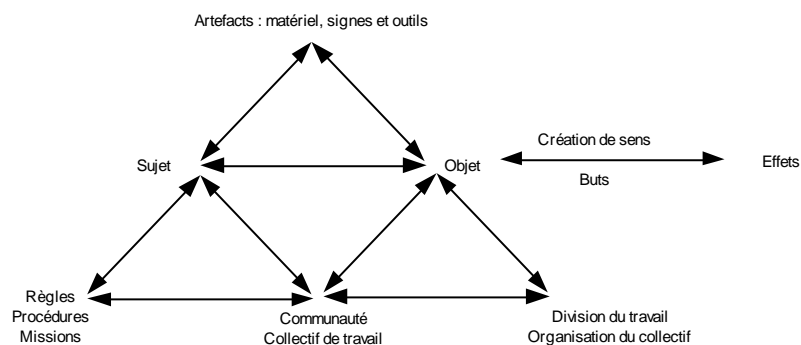 Artefacts : matériel, signes et outils
Création de sens
Sujet
Objet
Effets
Buts
Règles
Procédures
Missions
Communauté
Collectif de travail
Division du travail
Organisation du collectif